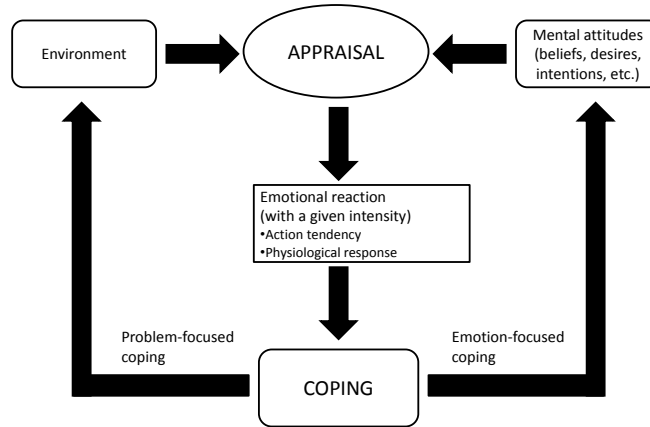 Environment
APPRAISAL
Mental attitudes
(beliefs, desires,
intentions, etc.)
Emotional reaction
(with a given intensity)
•Action tendency
•Physiological response
Problem-focused
coping
Emotion-focused
coping
COPING